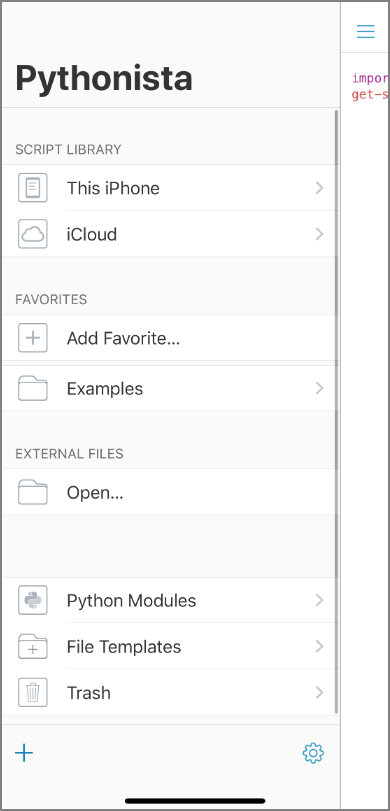 Pythonista
impor
get-s
SCRIPT LIBRARY
This iPhone
iCloud
FAVORITES
Add Favorite...
Examples
EXTERNAL FILES
Open...
Python Modules
File Templates
Trash